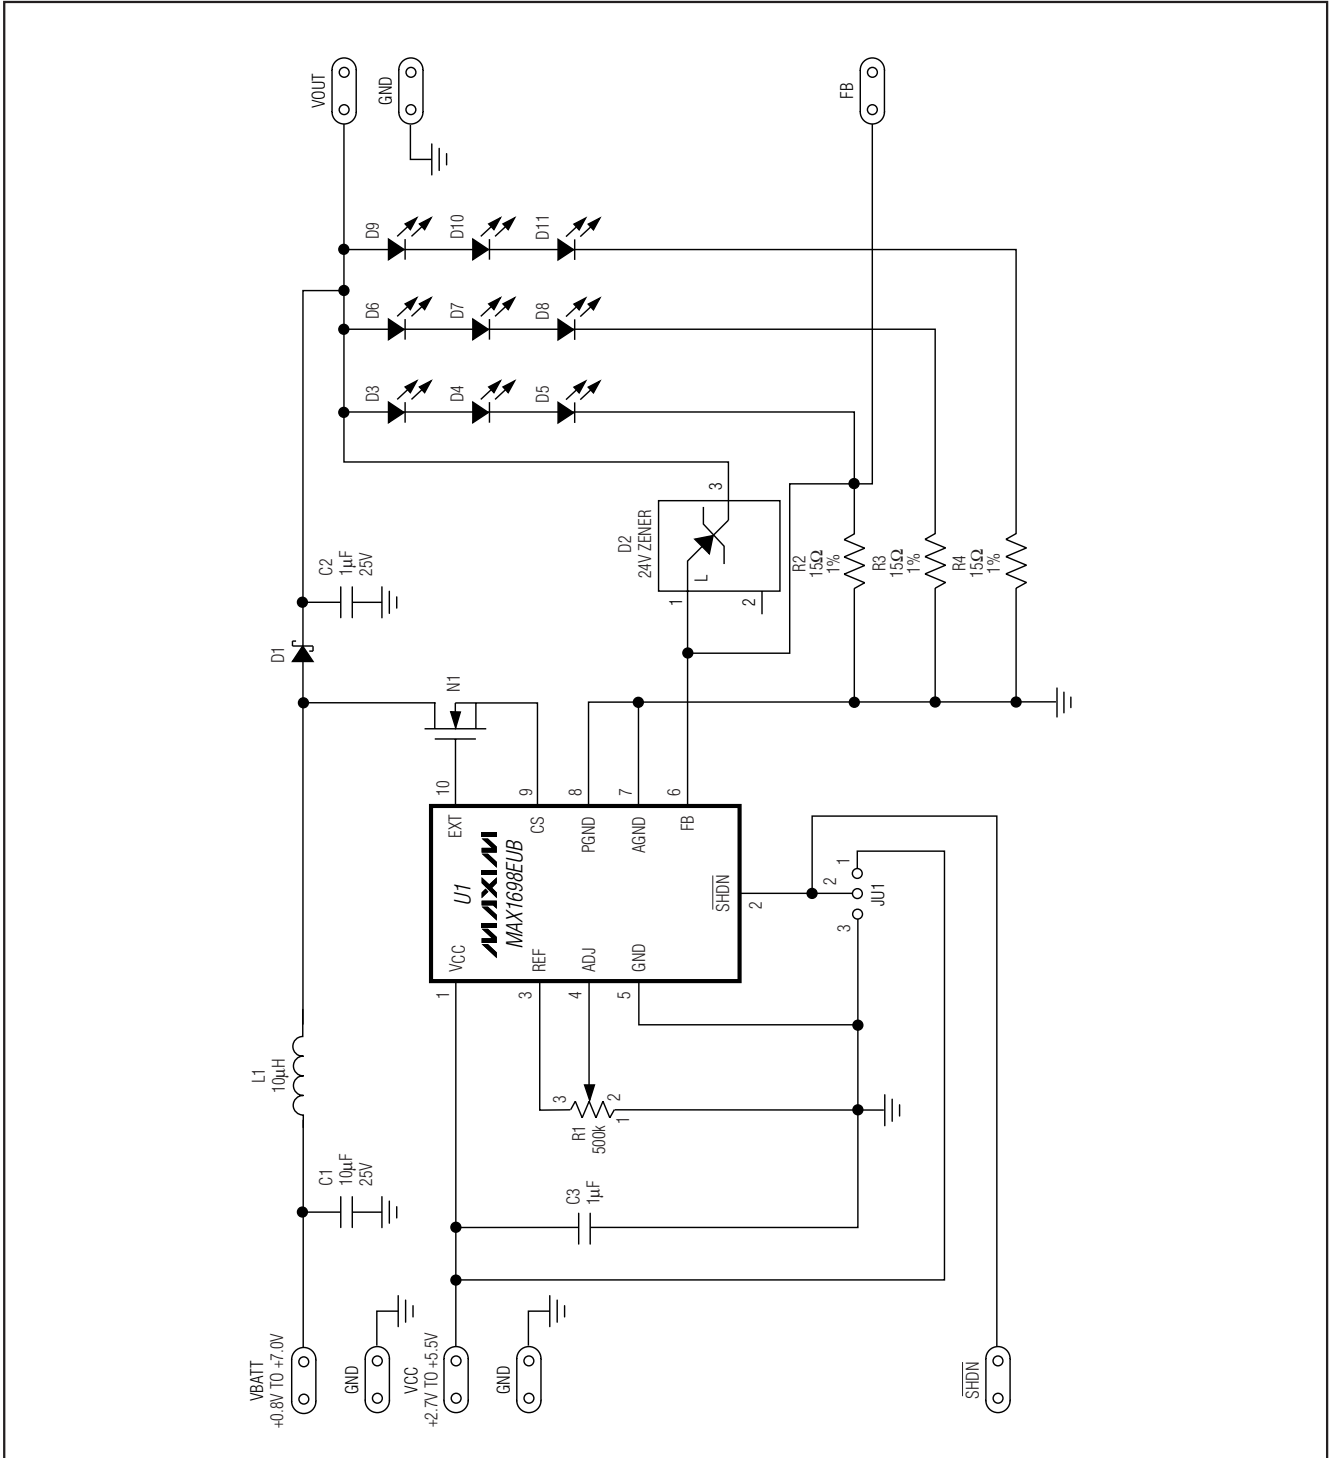 VOUT
GND
FB
D9
D10
D11
D6
D7
D8
D3
D4
D5
C2
1µF
25V
D1
N1
D2
24V ZENER
3
L
1
2
R2
15Ω
1%
R3
15Ω
1%
R4
15Ω
1%
10
9
8
7
6
EXT
CS
PGND
AGND
FB
U1
MAXIM
MAX1698EUB
SHDN
2
VCC
REF
ADJ
GND
1
3
4
5
1
2
3
JU1
L1
10µH
3
2
1
R1
500k
C1
10µF
25V
C3
1µF
VBATT
+0.8V TO +7.0V
GND
VCC
+2.7V TO +5.5V
GND
SHDN